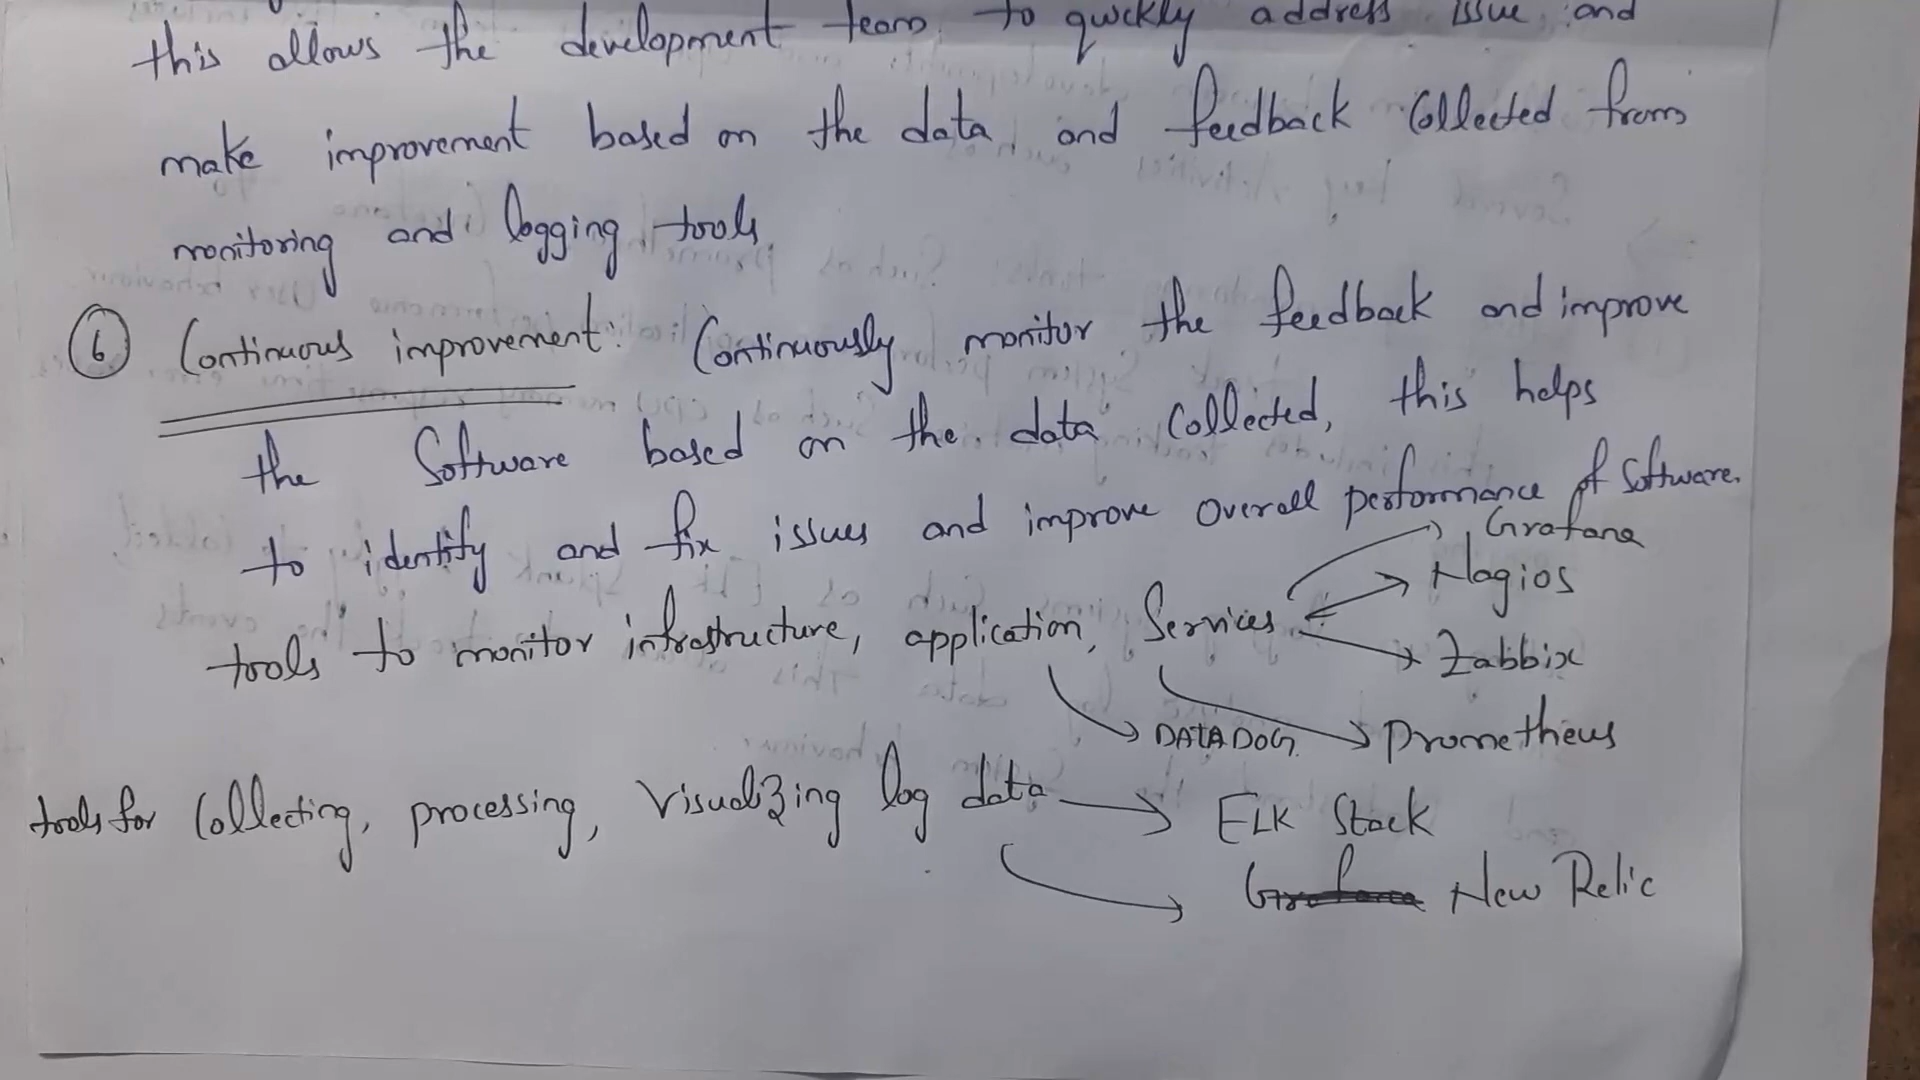 this allows the development team to quickly address issue and
make improvement based on the data and feedback collected from
monitoring and logging tools
6 Continuous improvement: Continuously monitor the feedback and improve
the Software based on the data collected, this helps
to identify and fix issues and improve overall performance of software.
Grafana
Nagios
tools to monitor infrastructure, application, Services
Zabbix
DATADOG Prometheus
tools for Collecting, processing, Visualizing log data ELK Stack
New Relic